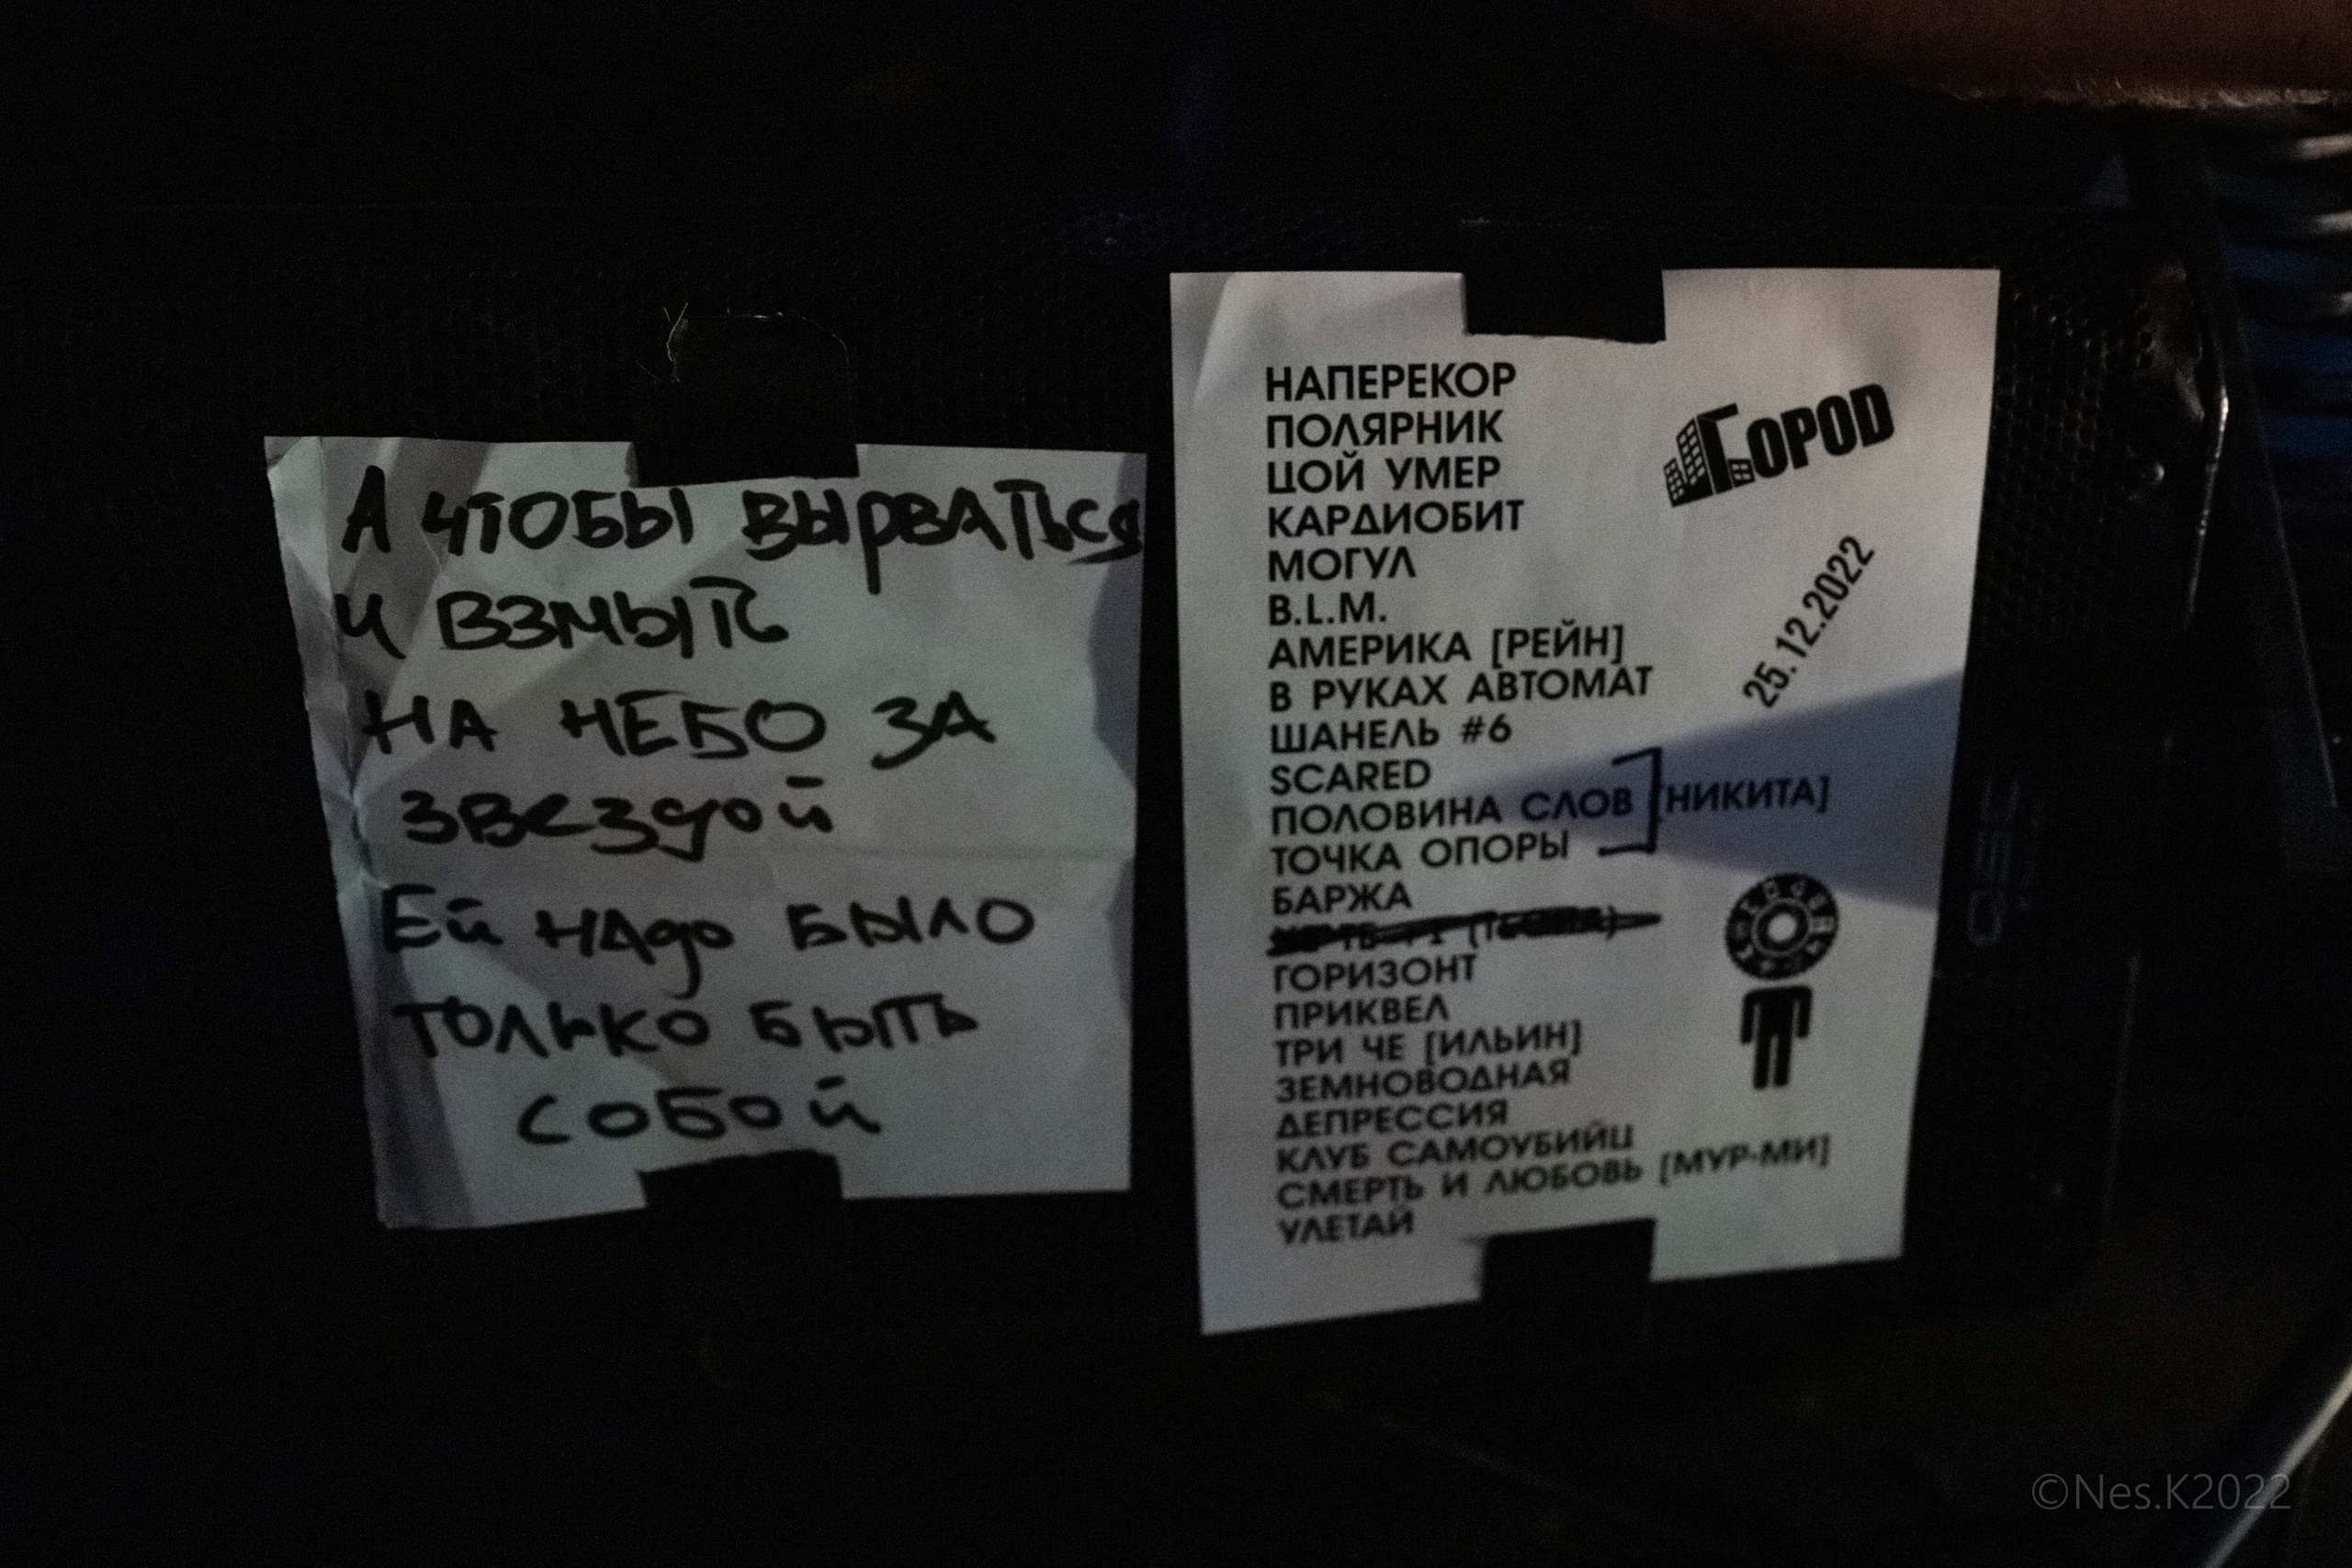 А ЧТОБЫ ВЫРВАТЬСЯ
И ВЗМЫТЬ
НА НЕБО ЗА
ЗВЕЗДОЙ
ЕЙ НАДО БЫЛО
ТОЛЬКО БЫТЬ
СОБОЙ
НАПЕРЕКОР
ПОЛЯРНИК
ЦОЙ УМЕР
КАРДИОБИТ
МОГУЛ
B.L.M.
АМЕРИКА [РЕЙН]
В РУКАХ АВТОМАТ
ШАНЕЛЬ #6
SCARED
ПОЛОВИНА СЛОВ [НИКИТА]
ТОЧКА ОПОРЫ
БАРЖА
ГОРИЗОНТ
ПРИКВЕЛ
ТРИ ЧЕ [ИЛЬИН]
ЗЕМНОВОДНАЯ
ДЕПРЕССИЯ
КЛУБ САМОУБИЙЦ
СМЕРТЬ И ЛЮБОВЬ [МУР-МИ]
УЛЕТАЙ
ГОРОД
25.12.2022
©Nes.K2022